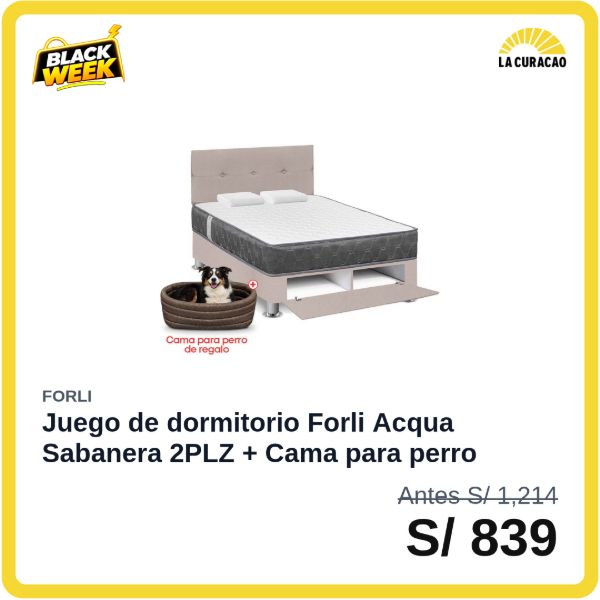 BLACK
WEEK
LA CURACAO
+
Cama para perro
de regalo
FORLI
Juego de dormitorio Forli Acqua
Sabanera 2PLZ + Cama para perro
Antes S/ 1,214
S/ 839